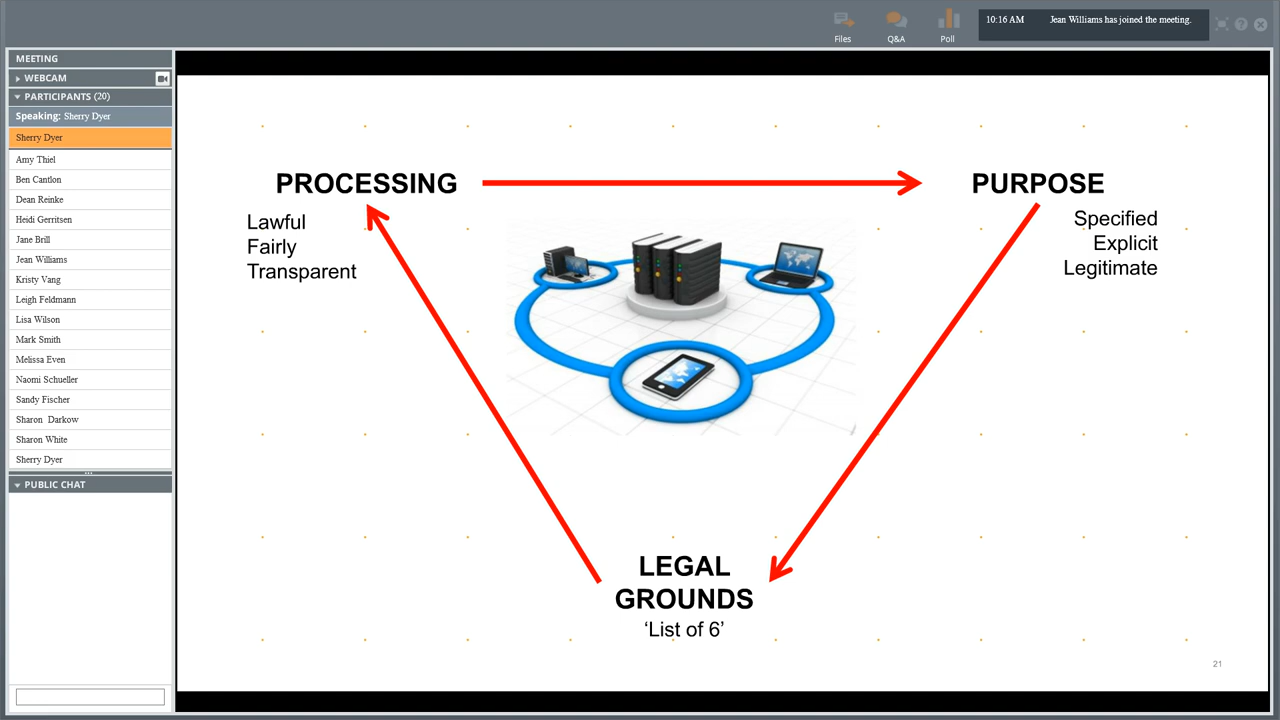 Files
Q&A
Poll
10:16 AM Jean Williams has joined the meeting.
MEETING
WEBCAM
PARTICIPANTS (20)
Speaking: Sherry Dyer
Sherry Dyer
Amy Thiel
Ben Cantlon
Dean Reinke
Heidi Gerritsen
Jane Brill
Jean Williams
Kristy Vang
Leigh Feldmann
Lisa Wilson
Mark Smith
Melissa Even
Naomi Schueller
Sandy Fischer
Sharon Darkow
Sharon White
Sherry Dyer
PUBLIC CHAT
PROCESSING
Lawful
Fairly
Transparent
PURPOSE
Specified
Explicit
Legitimate
LEGAL
GROUNDS
‘List of 6’
21